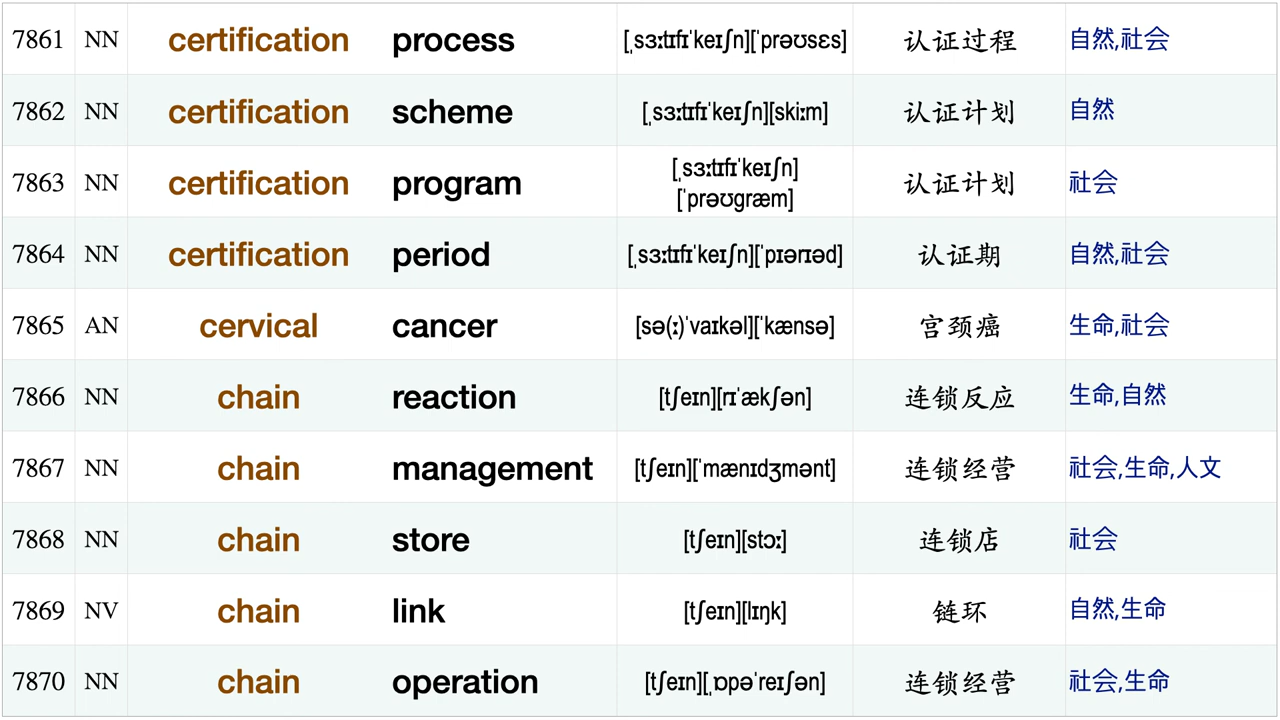 7861 NN certification process [ˌsɜːtɪfɪˈkeɪʃn][ˈprəʊsɛs] 认证过程 自然,社会
7862 NN certification scheme [ˌsɜːtɪfɪˈkeɪʃn][skiːm] 认证计划 自然
7863 NN certification program [ˌsɜːtɪfɪˈkeɪʃn][ˈprəʊgræm] 认证计划 社会
7864 NN certification period [ˌsɜːtɪfɪˈkeɪʃn][ˈpɪərɪəd] 认证期 自然,社会
7865 AN cervical cancer [sə(ː)ˈvaɪkəl][ˈkænsə] 宫颈癌 生命,社会
7866 NN chain reaction [tʃeɪn][rɪˈækʃən] 连锁反应 生命,自然
7867 NN chain management [tʃeɪn][ˈmænɪdʒmənt] 连锁经营 社会,生命,人文
7868 NN chain store [tʃeɪn][stɔː] 连锁店 社会
7869 NV chain link [tʃeɪn][lɪŋk] 链环 自然,生命
7870 NN chain operation [tʃeɪn][ˌɒpəˈreɪʃən] 连锁经营 社会,生命